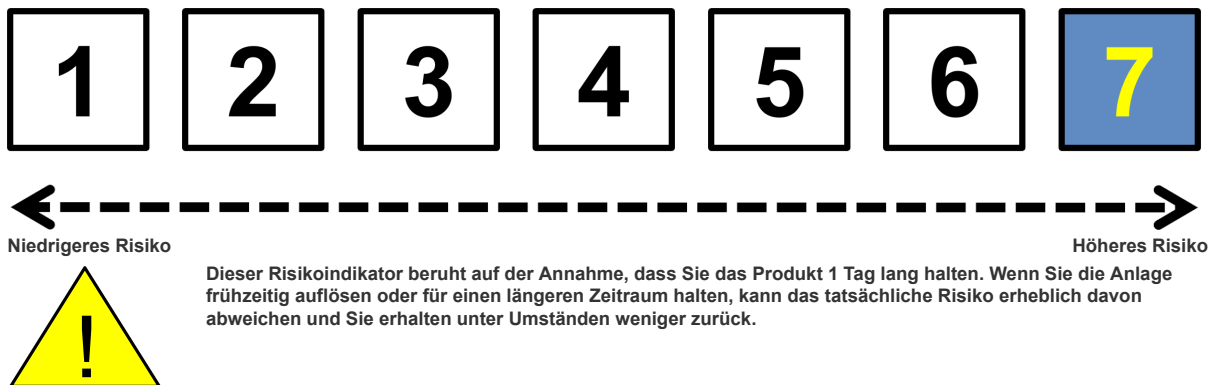 1 2 3 4 5 6 7
Niedrigeres Risiko Höheres Risiko
Dieser Risikoindikator beruht auf der Annahme, dass Sie das Produkt 1 Tag lang halten. Wenn Sie die Anlage
frühzeitig auflösen oder für einen längeren Zeitraum halten, kann das tatsächliche Risiko erheblich davon
abweichen und Sie erhalten unter Umständen weniger zurück.
!